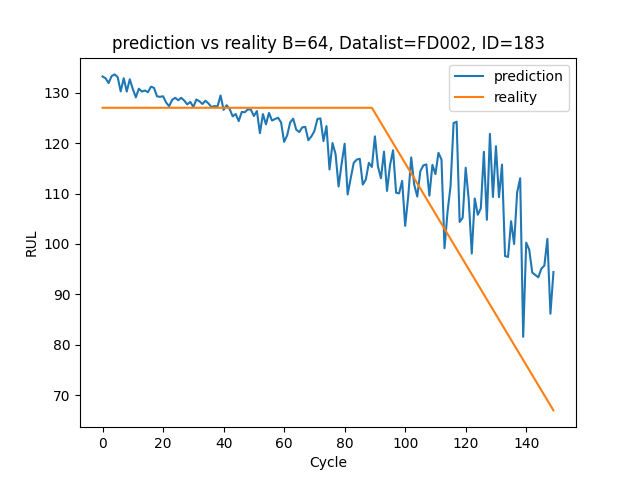 prediction vs reality B=64, Datalist=FD002, ID=183
prediction
reality
RUL
130
120
110
100
90
80
70
0 20 40 60 80 100 120 140
Cycle